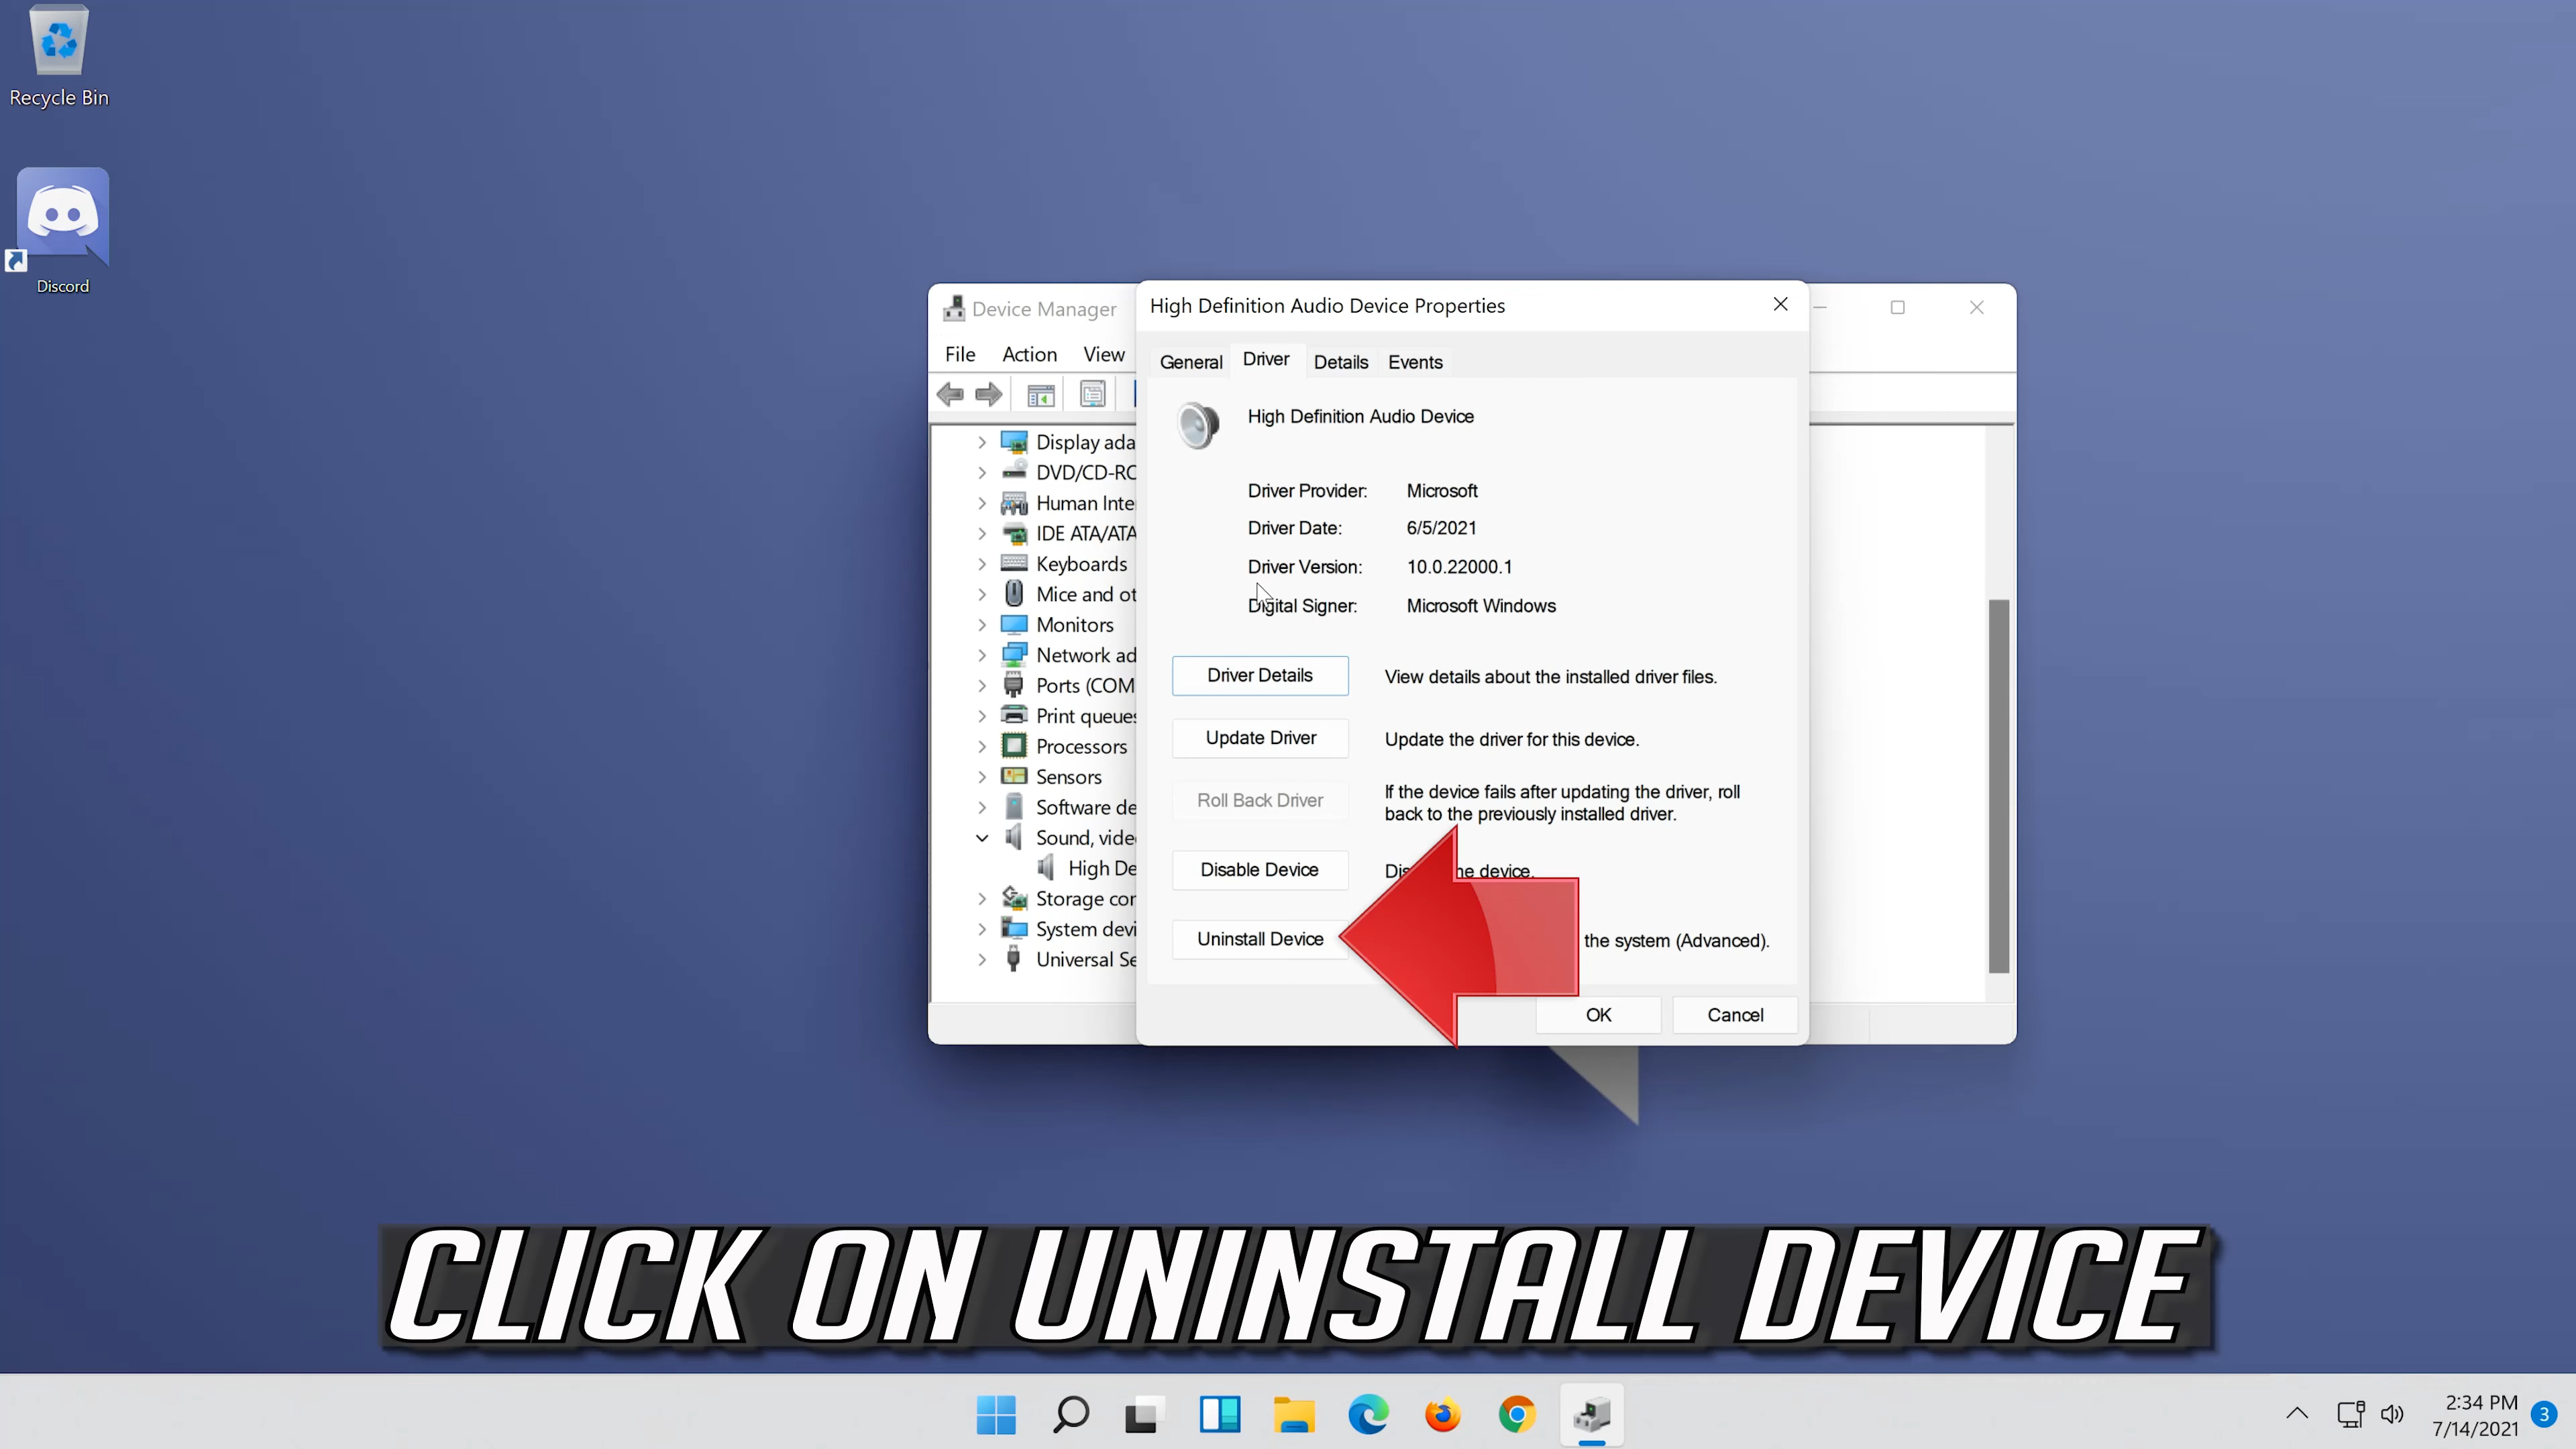 Recycle Bin
Discord
Device Manager
File Action View
Display ada
DVD/CD-RO
Human Inte
IDE ATA/ATA
Keyboards
Mice and ot
Monitors
Network ad
Ports (COM
Print queues
Processors
Sensors
Software de
Sound, vide
High De
Storage con
System devi
Universal Se
High Definition Audio Device Properties
General Driver Details Events
High Definition Audio Device
Driver Provider: Microsoft
Driver Date: 6/5/2021
Driver Version: 10.0.22000.1
Digital Signer: Microsoft Windows
Driver Details View details about the installed driver files.
Update Driver Update the driver for this device.
Roll Back Driver If the device fails after updating the driver, roll
back to the previously installed driver.
Disable Device device.
Uninstall Device the system (Advanced).
OK Cancel
CLICK ON UNINSTALL DEVICE
2:34 PM
7/14/2021
3